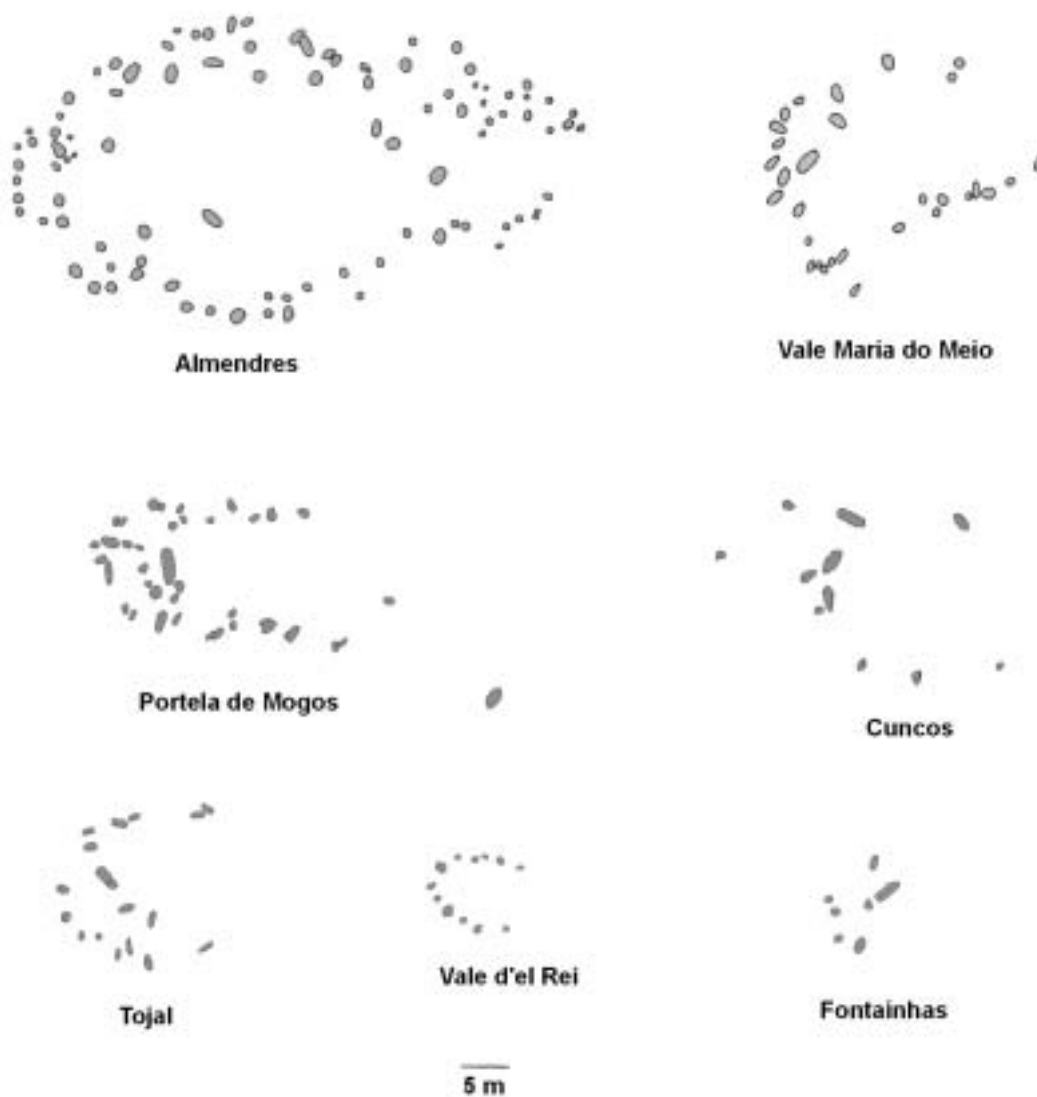 Almendres
Vale Maria do Meio
Portela de Mogos
Cuncos
Tojal
Vale d'el Rei
Fontainhas
5 m